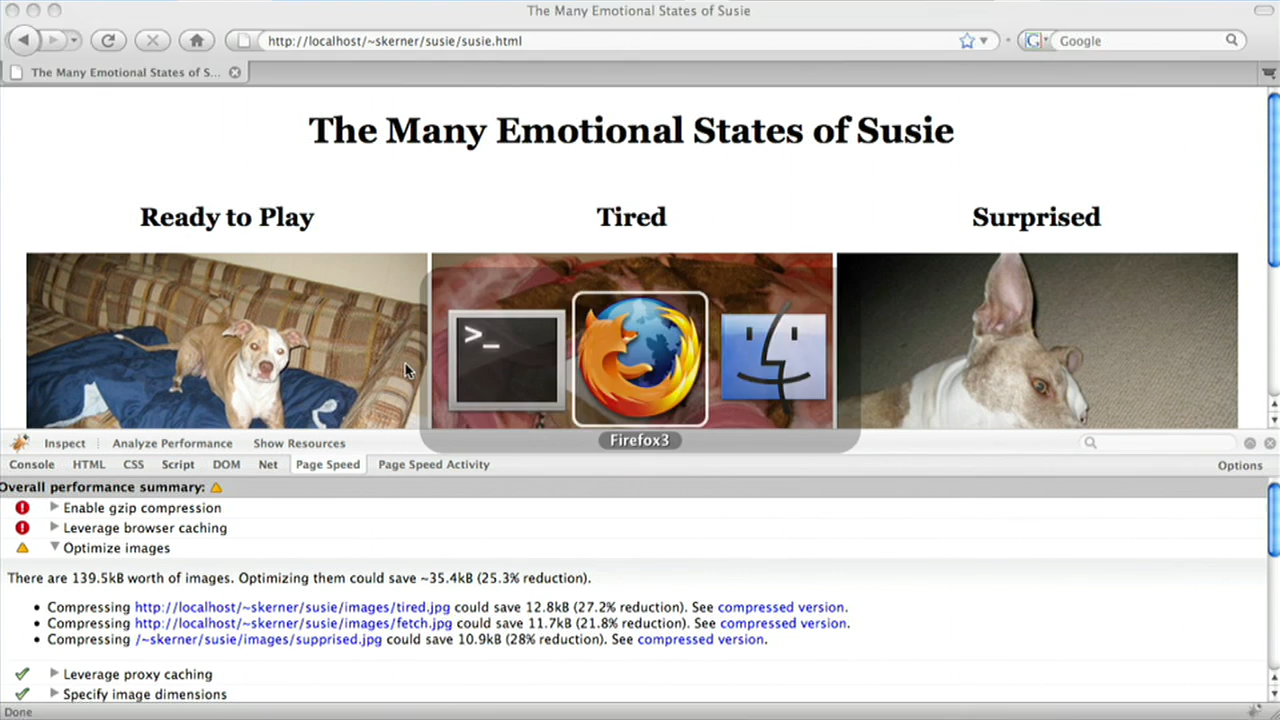 The Many Emotional States of Susie
http://localhost/~skerner/susie/susie.html
Google
The Many Emotional States of S...
The Many Emotional States of Susie
Ready to Play
Tired
Surprised
>_
Firefox3
Inspect
Analyze Performance
Show Resources
Console
HTML
CSS
Script
DOM
Net
Page Speed
Page Speed Activity
Options
Overall performance summary:
Enable gzip compression
Leverage browser caching
Optimize images
There are 139.5kB worth of images. Optimizing them could save ~35.4kB (25.3% reduction).
• Compressing http://localhost/~skerner/susie/images/tired.jpg could save 12.8kB (27.2% reduction). See compressed version.
• Compressing http://localhost/~skerner/susie/images/fetch.jpg could save 11.7kB (21.8% reduction). See compressed version.
• Compressing /~skerner/susie/images/supprised.jpg could save 10.9kB (28% reduction). See compressed version.
Leverage proxy caching
Specify image dimensions
Done